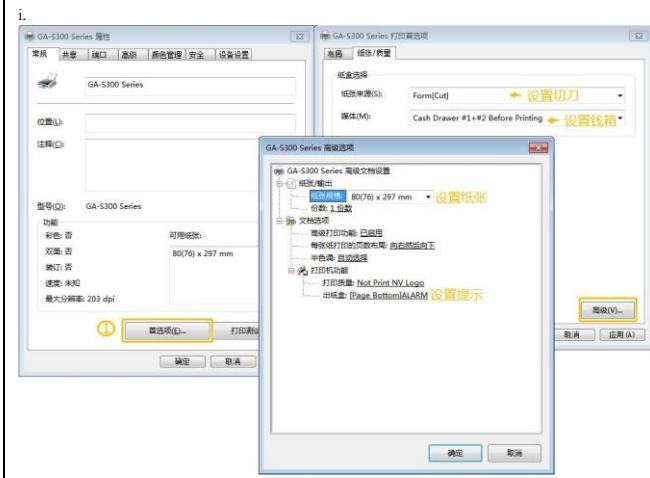 i.
GA-S300 Series 属性
常规 共享 端口 高级 颜色管理 安全 设备设置
GA-S300 Series
位置(L):
注释(C):
型号(O): GA-S300 Series
功能
彩色: 否
双面: 否
装订: 否
速度: 未知
最大分辨率: 203 dpi
可用纸张:
80(76) x 297 mm
①
首选项(E)...
打印测
确定 取消
GA-S300 Series 打印首选项
布局 纸张/质量
纸盒选择
纸张来源(S): Form[Cut] 设置切刀
媒体(M): Cash Drawer #1+#2 Before Printing 设置钱箱
高级(V)...
取消 应用(A)
GA-S300 Series 高级选项
GA-S300 Series 高级文档设置
纸张/输出
纸张规格: 80(76) x 297 mm 设置纸张
份数: 1 份数
文档选项
高级打印功能: 已启用
每张纸打印的页数布局: 向右然后向下
半色调: 自动选择
打印机功能
打印质量: Not Print NV Logo
出纸盒: [Page Bottom]ALARM 设置提示
确定 取消